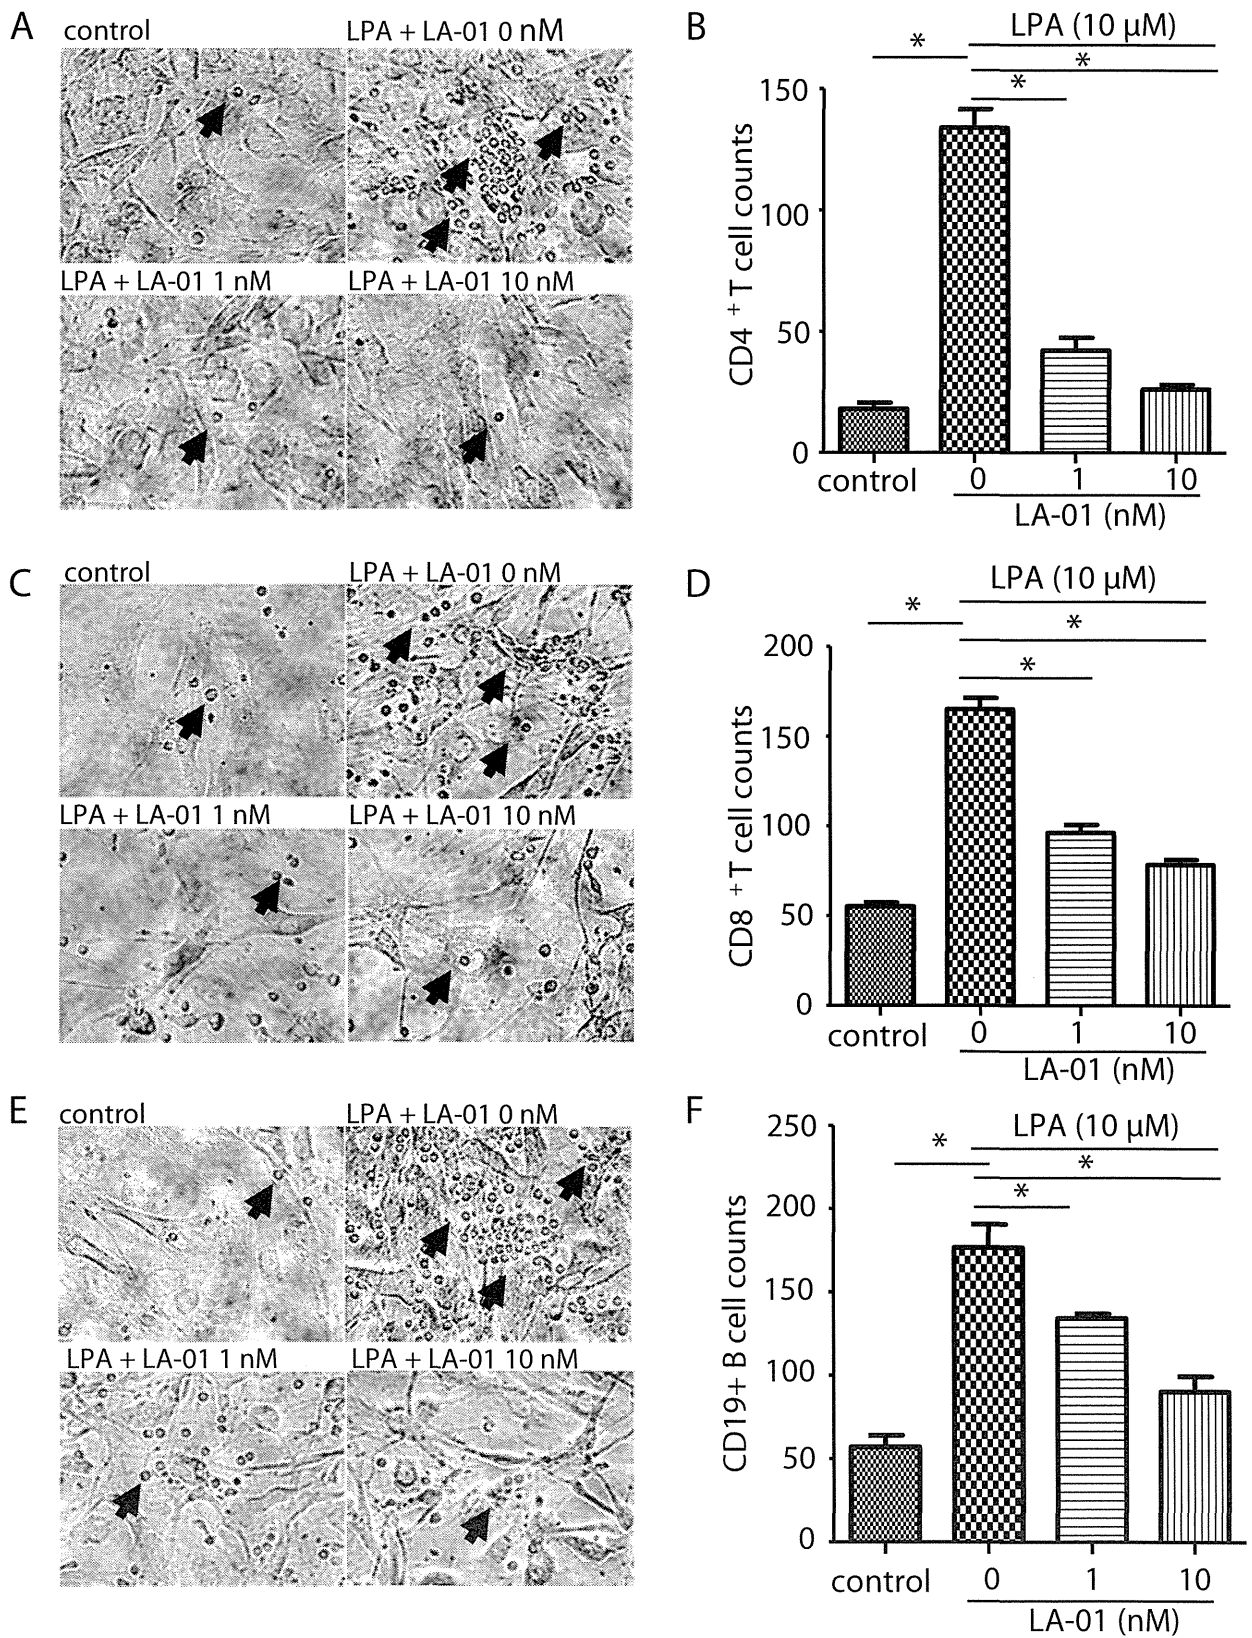 A
control
LPA + LA-01 0 nM
LPA + LA-01 1 nM
LPA + LA-01 10 nM
B
LPA (10 µM)
*
*
*
CD4 + T cell counts
150
100
50
0
control
0
1
10
LA-01 (nM)
C
control
LPA + LA-01 0 nM
LPA + LA-01 1 nM
LPA + LA-01 10 nM
D
LPA (10 µM)
*
*
*
CD8 + T cell counts
200
150
100
50
0
control
0
1
10
LA-01 (nM)
E
control
LPA + LA-01 0 nM
LPA + LA-01 1 nM
LPA + LA-01 10 nM
F
LPA (10 µM)
*
*
*
CD19+ B cell counts
250
200
150
100
50
0
control
0
1
10
LA-01 (nM)